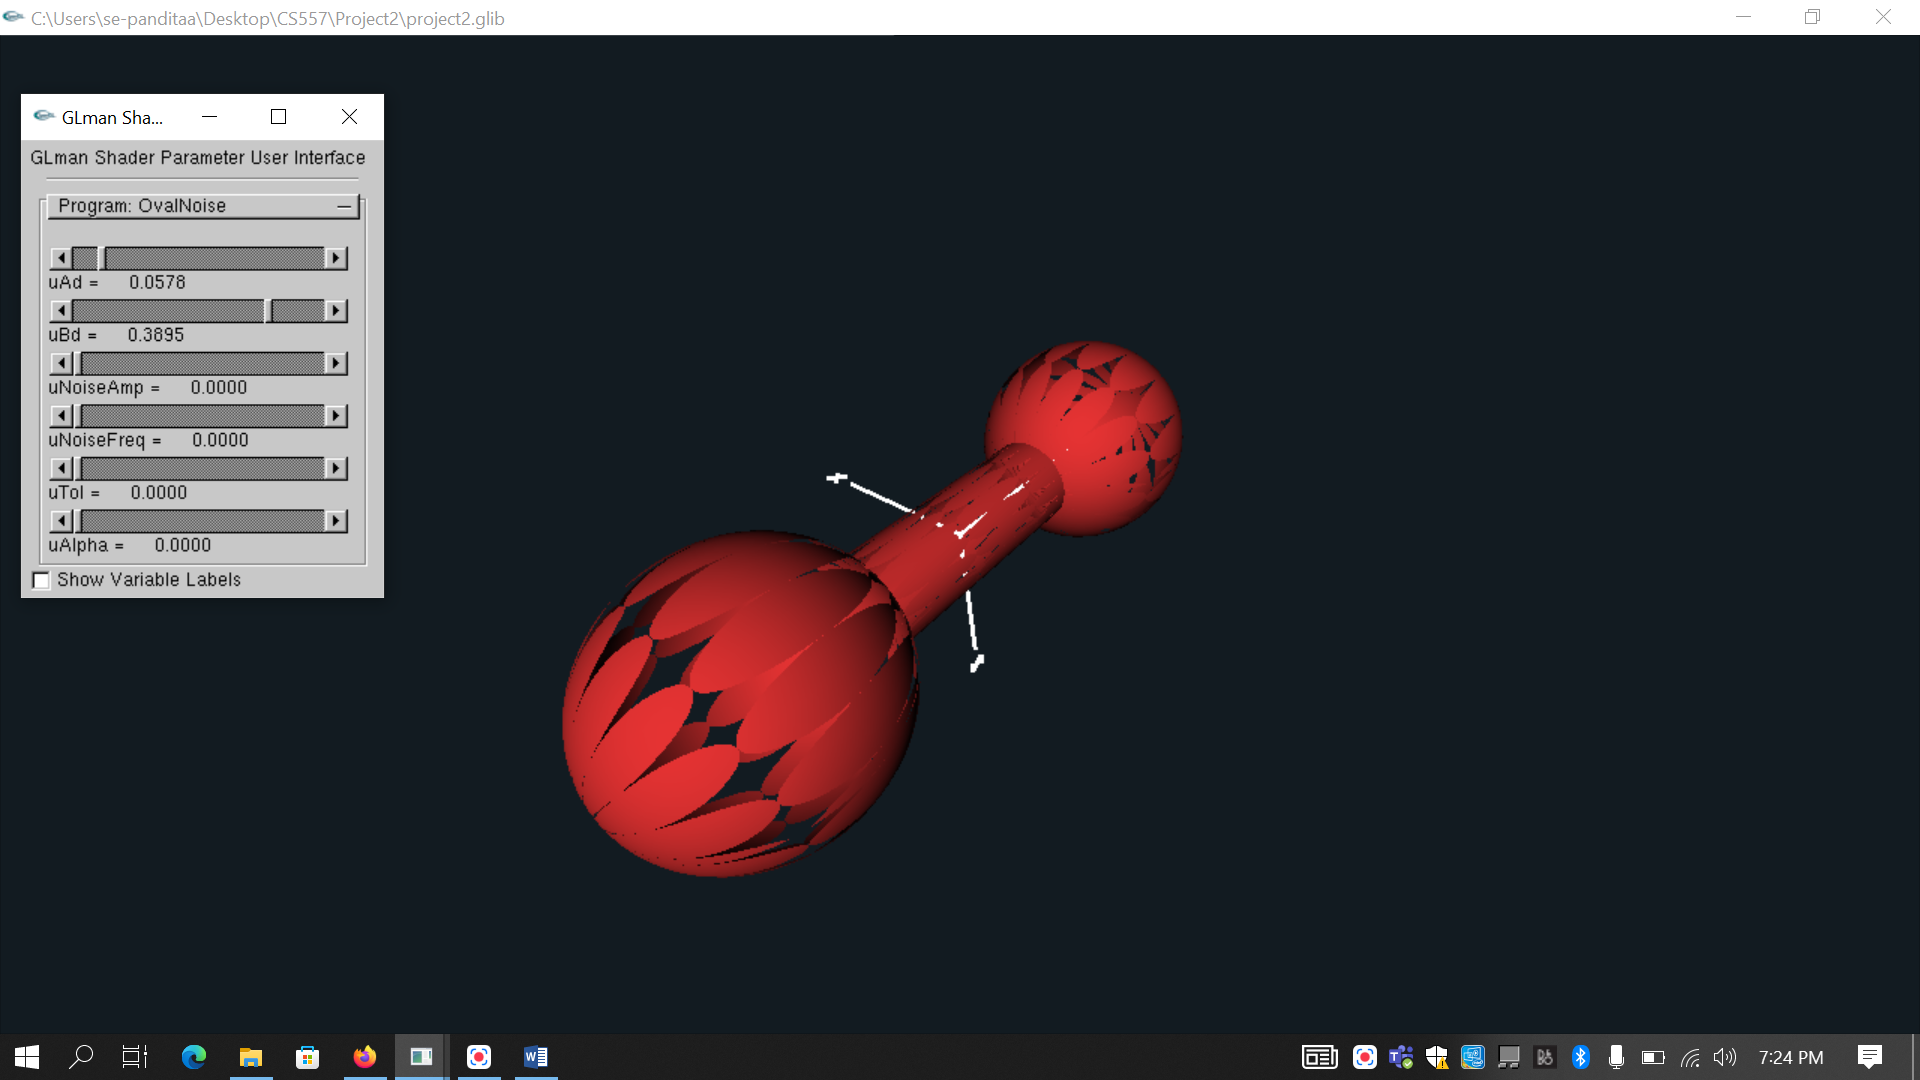 C:\Users\se-panditaa\Desktop\CS557\Project2\project2.glib
GLman Sha...
GLman Shader Parameter User Interface
Program: OvalNoise
uAd = 0.0578
uBd = 0.3895
uNoiseAmp = 0.0000
uNoiseFreq = 0.0000
uTol = 0.0000
uAlpha = 0.0000
Show Variable Labels
7:24 PM